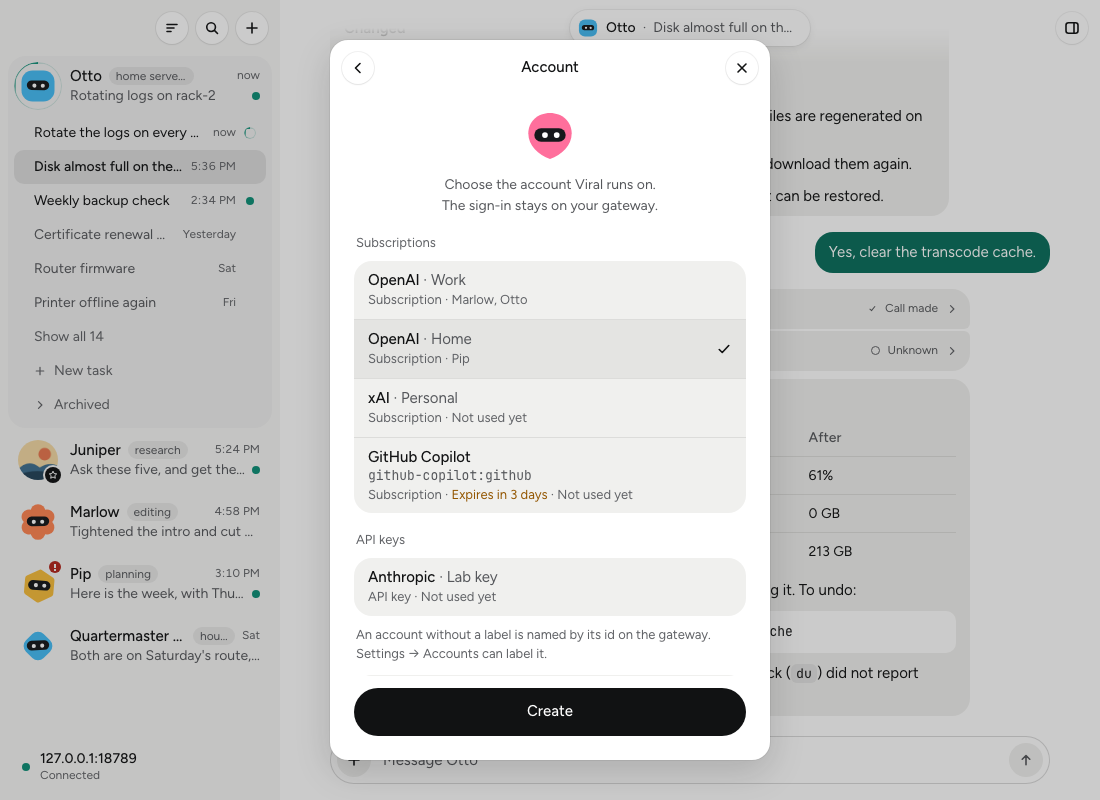 Otto home serve... now
Rotating logs on rack-2
Rotate the logs on every ... now
Disk almost full on the... 5:36 PM
Weekly backup check 2:34 PM
Certificate renewal ... Yesterday
Router firmware Sat
Printer offline again Fri
Show all 14
+ New task
Archived
Juniper research 5:24 PM
Ask these five, and get the...
Marlow editing 4:58 PM
Tightened the intro and cut ...
Pip planning 3:10 PM
Here is the week, with Thu...
Quartermaster ... hou... Sat
Both are on Saturday's route,...
127.0.0.1:18789
Connected
Otto · Disk almost full on th...
Changed
iles are regenerated on
download them again.
t can be restored.
Yes, clear the transcode cache.
Call made
Unknown
After
61%
0 GB
213 GB
g it. To undo:
che
ck ( du ) did not report
Message Otto
Account
Choose the account Viral runs on.
The sign-in stays on your gateway.
Subscriptions
OpenAI · Work
Subscription · Marlow, Otto
OpenAI · Home
Subscription · Pip
xAI · Personal
Subscription · Not used yet
GitHub Copilot
github-copilot:github
Subscription · Expires in 3 days · Not used yet
API keys
Anthropic · Lab key
API key · Not used yet
An account without a label is named by its id on the gateway.
Settings → Accounts can label it.
Create